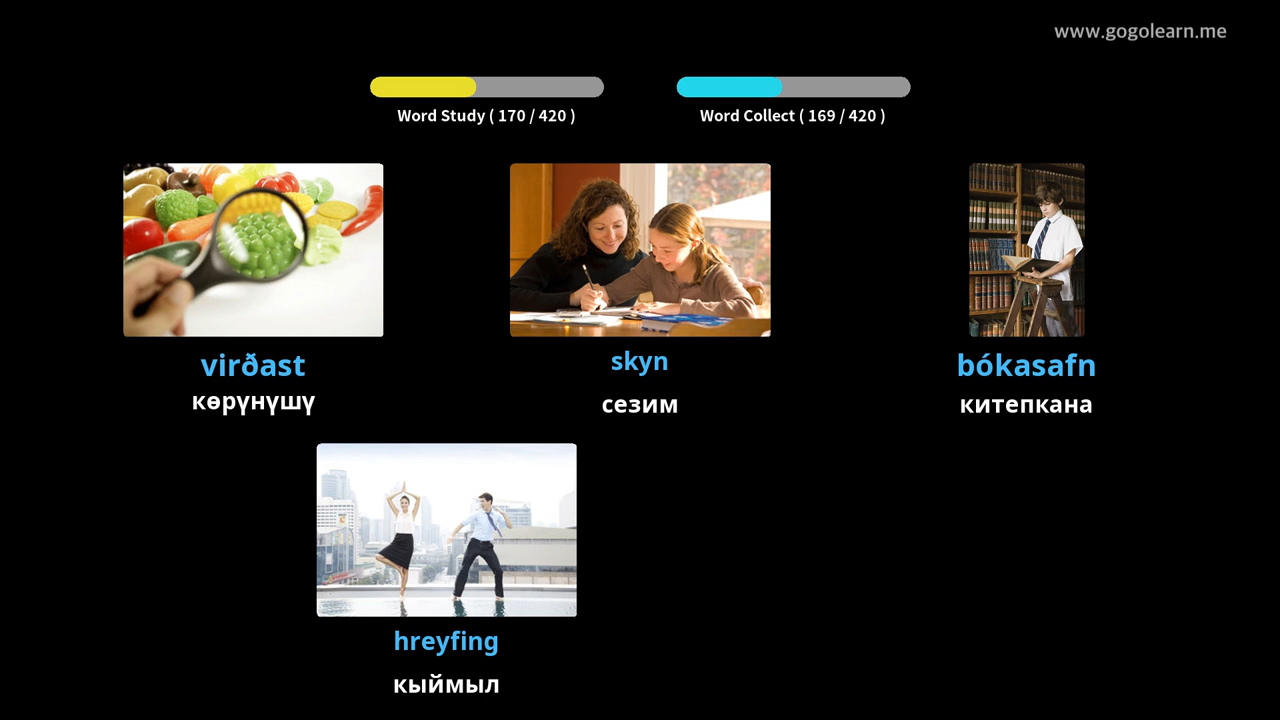 www.gogolearn.me
Word Study ( 170 / 420 )
Word Collect ( 169 / 420 )
virðast
skyn
bókasafn
көрүнүшү
сезим
китепкана
hreyfing
кыймыл